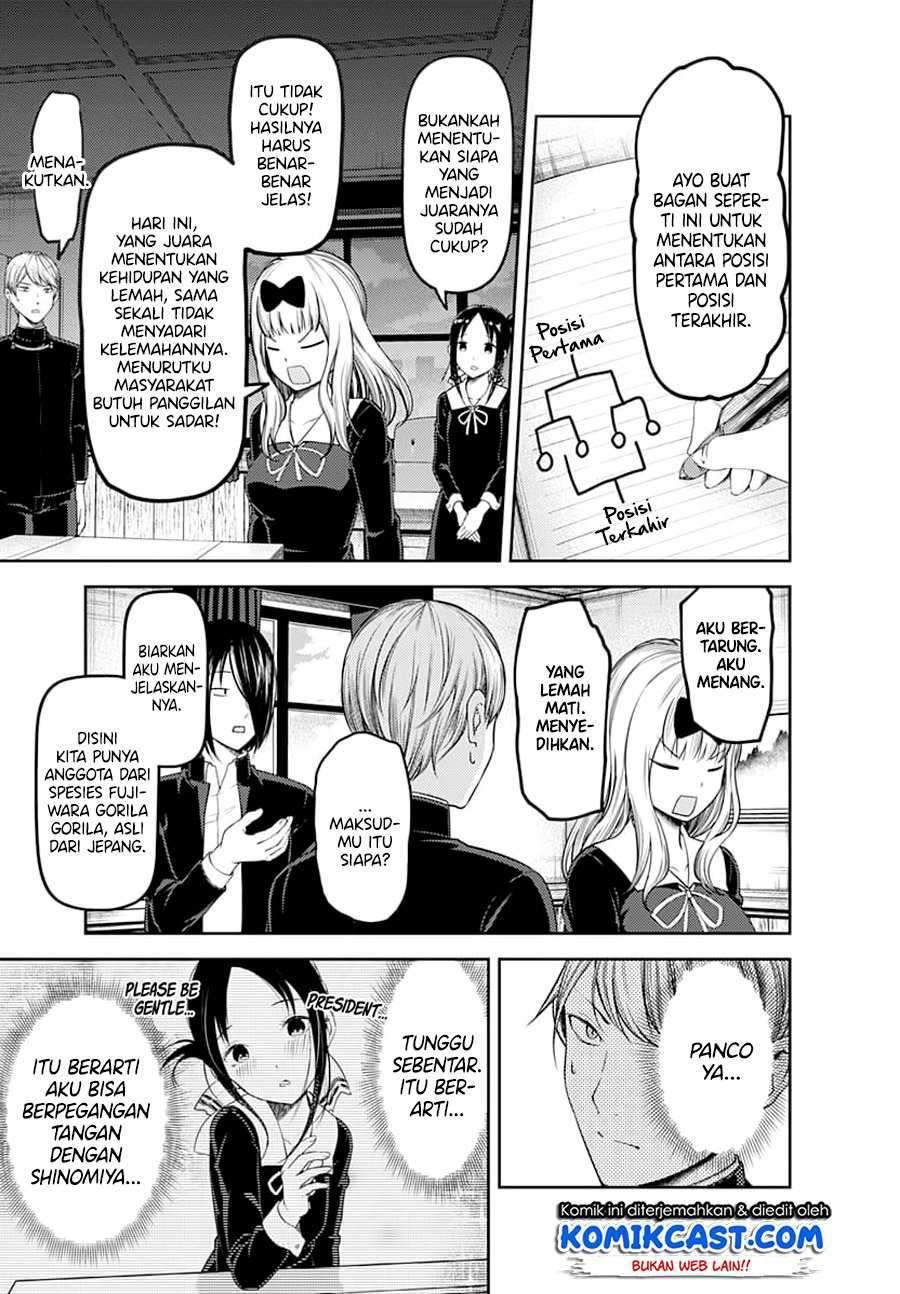 AYO BUAT
BAGAN SEPER-
TI INI UNTUK
MENENTUKAN
ANTARA POSISI
PERTAMA DAN
POSISI
TERAKHIR.
Posisi
Pertama
Posisi
Terkahir
BUKANKAH
MENENTU-
KAN SIAPA
YANG
MENJADI
JUARANYA
SUDAH
CUKUP?
ITU TIDAK
CUKUP!
HASILNYA
HARUS
BENAR-
BENAR
JELAS!
HARI INI,
YANG JUARA
MENENTUKAN
KEHIDUPAN YANG
LEMAH, SAMA
SEKALI TIDAK
MENYADARI
KELEMAHANNYA.
MENURUTKU
MASYARAKAT
BUTUH PANGGILAN
UNTUK SADAR!
MENA-
KUTKAN.
AKU BER-
TARUNG.
AKU
MENANG.
YANG
LEMAH
MATI.
MENYE-
DIHKAN.
...
MAKSUD-
MU ITU
SIAPA?
BIARKAN
AKU MEN-
JELASKAN-
NYA.
DISINI
KITA PUNYA
ANGGOTA DARI
SPESIES FUJI-
WARA GORILA
GORILA, ASLI
DARI JEPANG.
PANCO
YA...
TUNGGU
SEBENTAR.
ITU BER-
ARTI...
PRESIDENT...
PLEASE BE
GENTLE...
ITU BERARTI
AKU BISA
BERPEGANGAN
TANGAN
DENGAN
SHINOMIYA...
Komik ini diterjemahkan & diedit oleh
KOMIKCAST.COM
BUKAN WEB LAIN!!